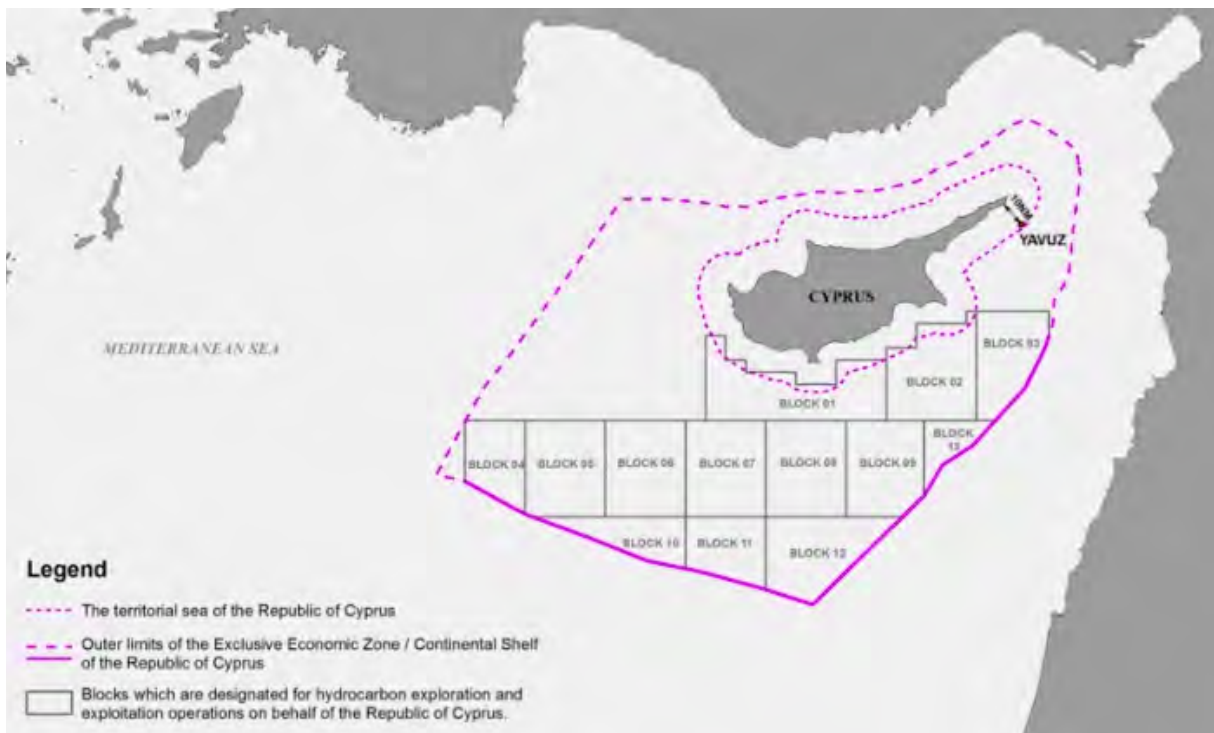 10KM
YAVUZ
CYPRUS
MEDITERRANEAN SEA
BLOCK 03
BLOCK 02
BLOCK 01
BLOCK 13
BLOCK 04
BLOCK 05
BLOCK 06
BLOCK 07
BLOCK 08
BLOCK 09
BLOCK 10
BLOCK 11
BLOCK 12
Legend
The territorial sea of the Republic of Cyprus
Outer limits of the Exclusive Economic Zone / Continental Shelf
of the Republic of Cyprus
Blocks which are designated for hydrocarbon exploration and
exploitation operations on behalf of the Republic of Cyprus.